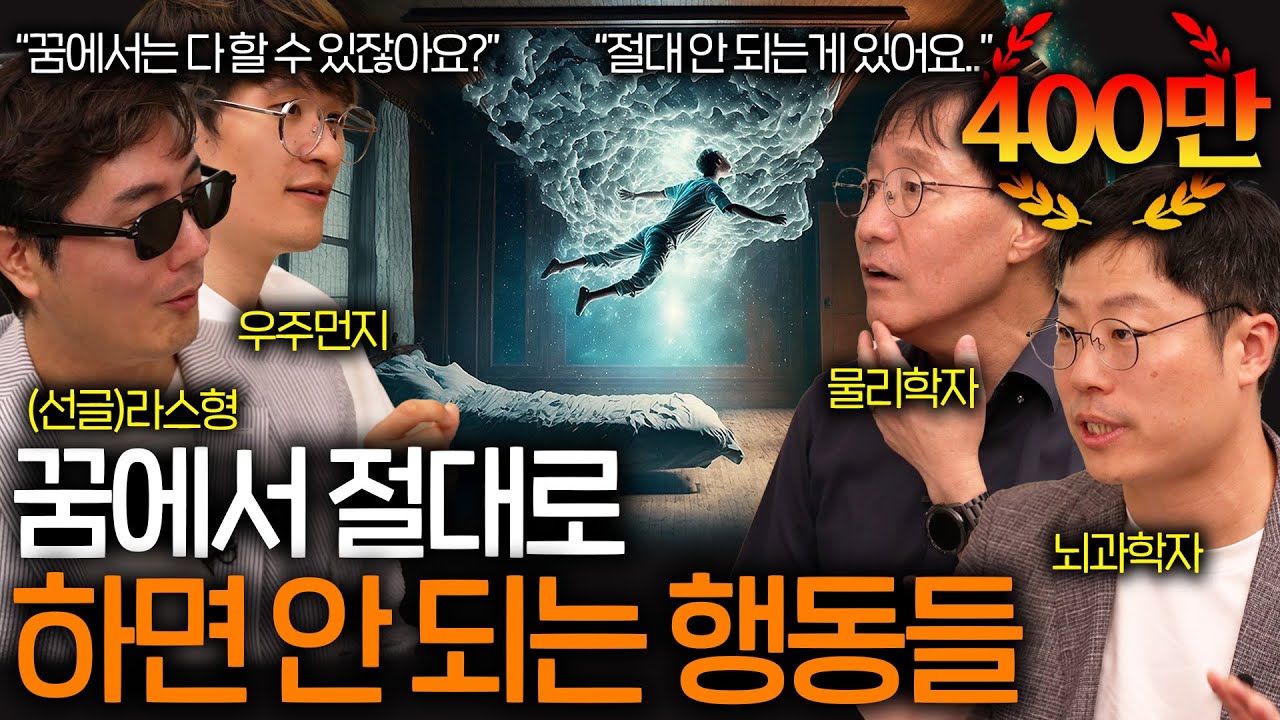 “꿈에서는 다 할 수 있잖아요?”
“절대 안 되는게 있어요..”
400만
우주먼지
(선글)라스형
물리학자
뇌과학자
꿈에서 절대로
하면 안 되는 행동들